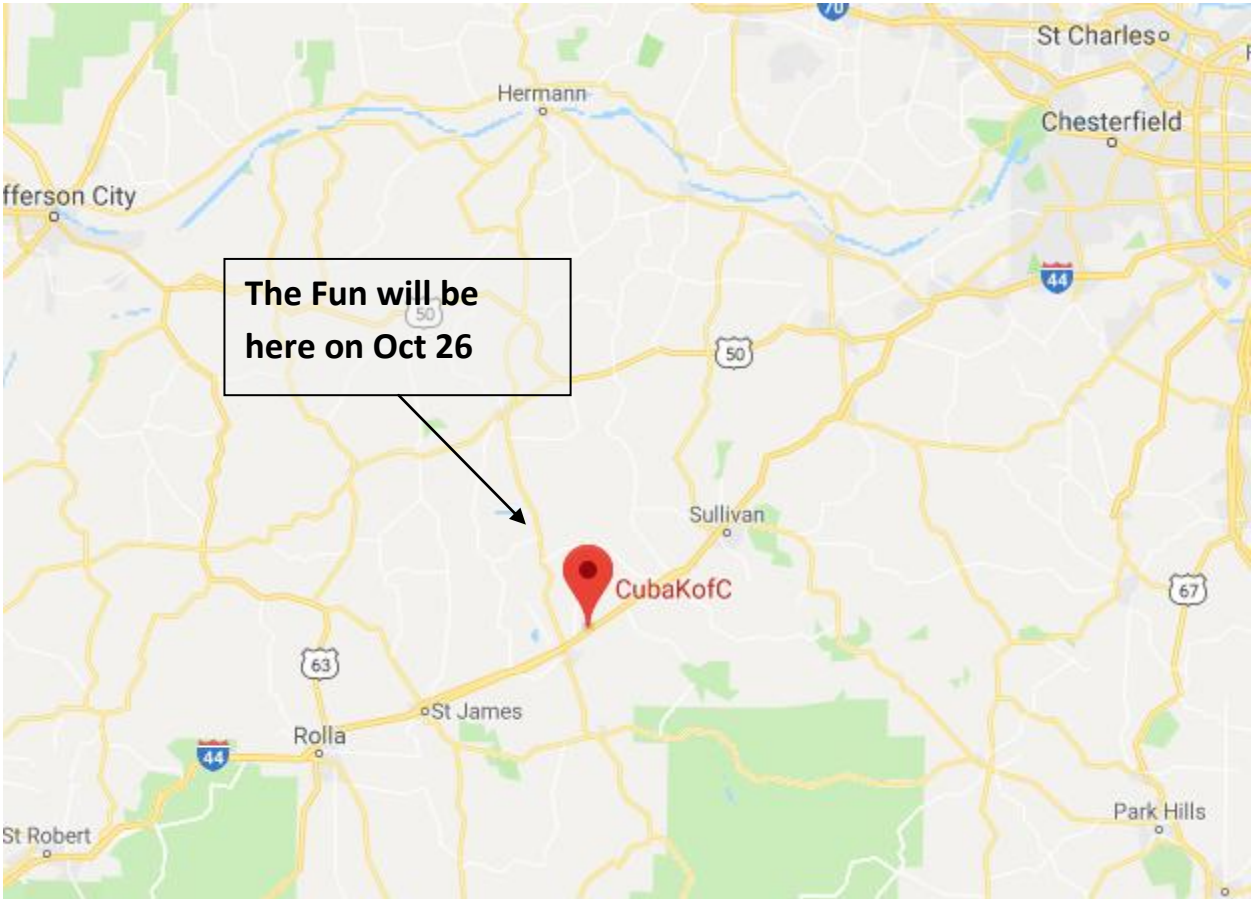 70
St Charles
Hermann
Chesterfield
fferson City
44
The Fun will be
50
here on Oct 26
50
Sullivan
CubaKofC
67
63
St James
Rolla
44
Park Hills
St Robert